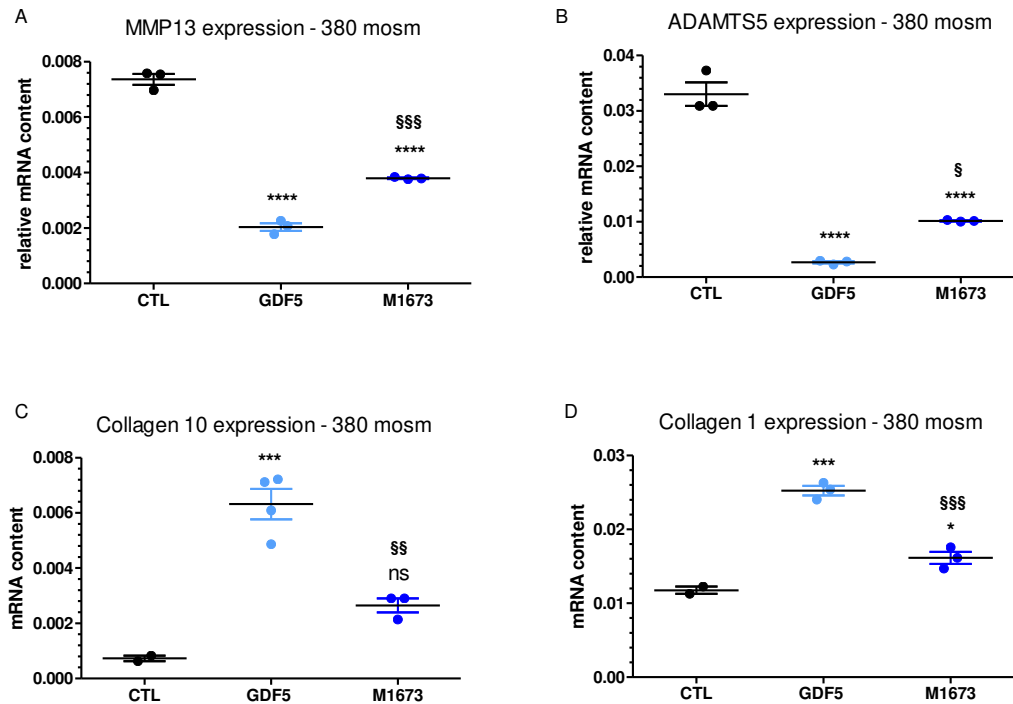 A
MMP13 expression - 380 mosm
relative mRNA content
0.008
0.006
0.004
0.002
0.000
****
§§§
****
CTL
GDF5
M1673
B
ADAMTS5 expression - 380 mosm
relative mRNA content
0.04
0.03
0.02
0.01
0.00
****
§
****
CTL
GDF5
M1673
C
Collagen 10 expression - 380 mosm
mRNA content
0.008
0.006
0.004
0.002
0.000
***
§§
ns
CTL
GDF5
M1673
D
Collagen 1 expression - 380 mosm
mRNA content
0.03
0.02
0.01
0.00
***
§§§
*
CTL
GDF5
M1673